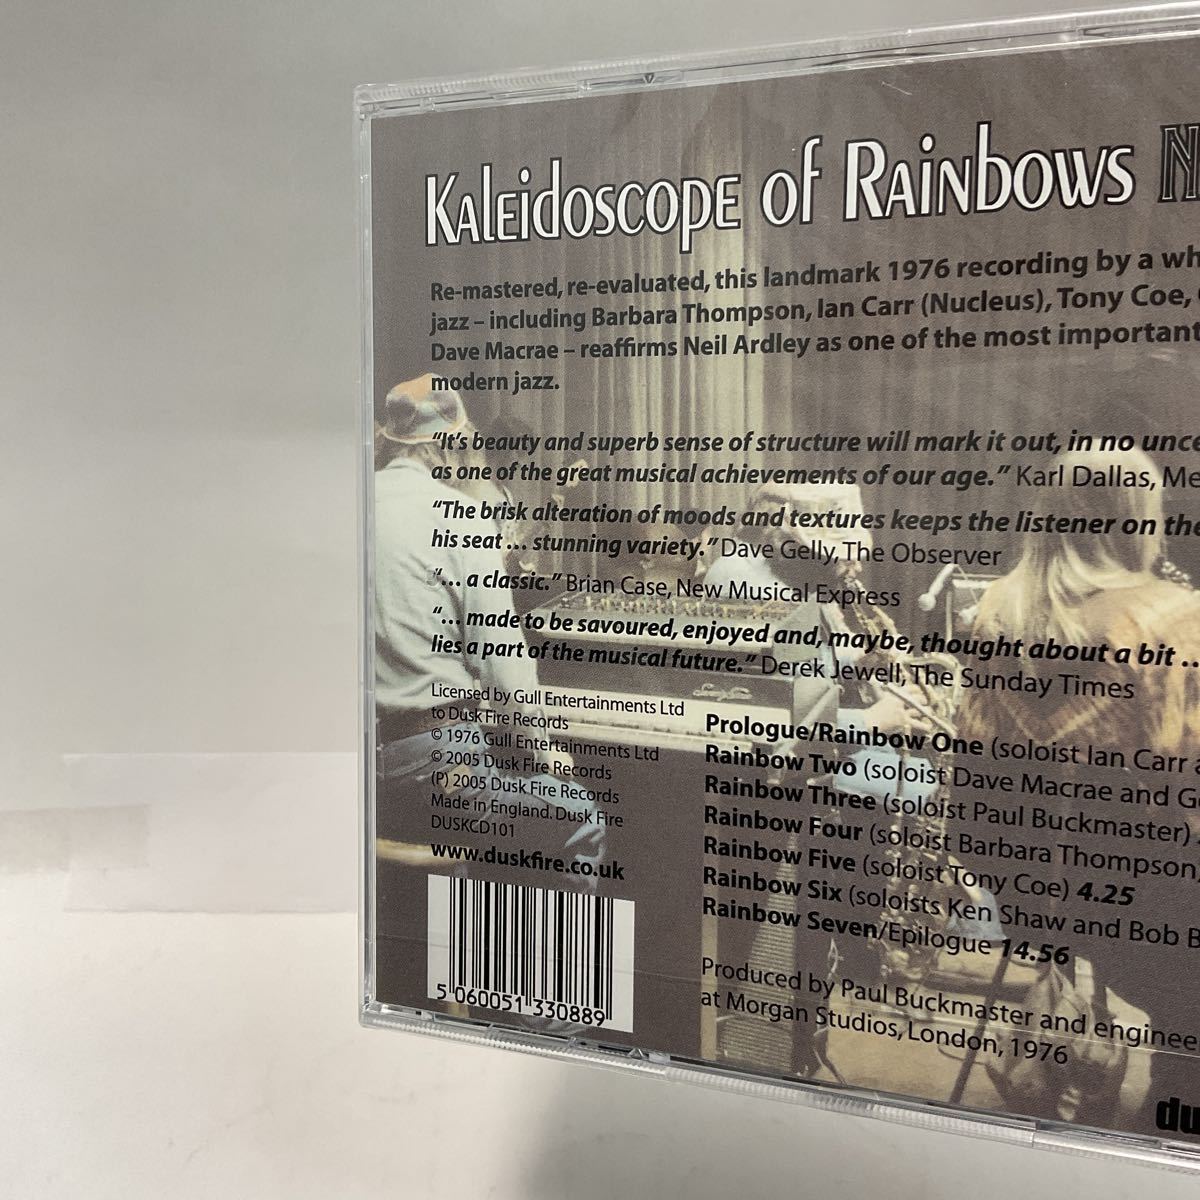 Kaleidoscope of Rainbows
Re-mastered, re-evaluated, this landmark 1976 recording by a
jazz – including Barbara Thompson, Ian Carr (Nucleus), Tony Coe,
Dave Macrae – reaffirms Neil Ardley as one of the most important
modern jazz.
“It's beauty and superb sense of structure will mark it out, in no
as one of the great musical achievements of our age.” Karl Dallas,
“The brisk alteration of moods and textures keeps the listener on the
his seat ... stunning variety.” Dave Gelly, The Observer
“... a classic.” Brian Case, New Musical Express
“... made to be savoured, enjoyed and, maybe, thought about a bit ...
lies a part of the musical future.” Derek Jewell, The Sunday Times
Licensed by Gull Entertainments Ltd
to Dusk Fire Records
© 1976 Gull Entertainments Ltd
© 2005 Dusk Fire Records
(P) 2005 Dusk Fire Records
Made in England. Dusk Fire
DUSKCD101
www.duskfire.co.uk
5 060051 330889
Prologue/Rainbow One (soloist Ian Carr
Rainbow Two (soloist Dave Macrae and
Rainbow Three (soloist Paul Buckmaster)
Rainbow Four (soloist Barbara Thompson,
Rainbow Five (soloist Tony Coe) 4.25
Rainbow Six (soloists Ken Shaw and Bob
Rainbow Seven/Epilogue 14.56
Produced by Paul Buckmaster and
at Morgan Studios, London, 1976